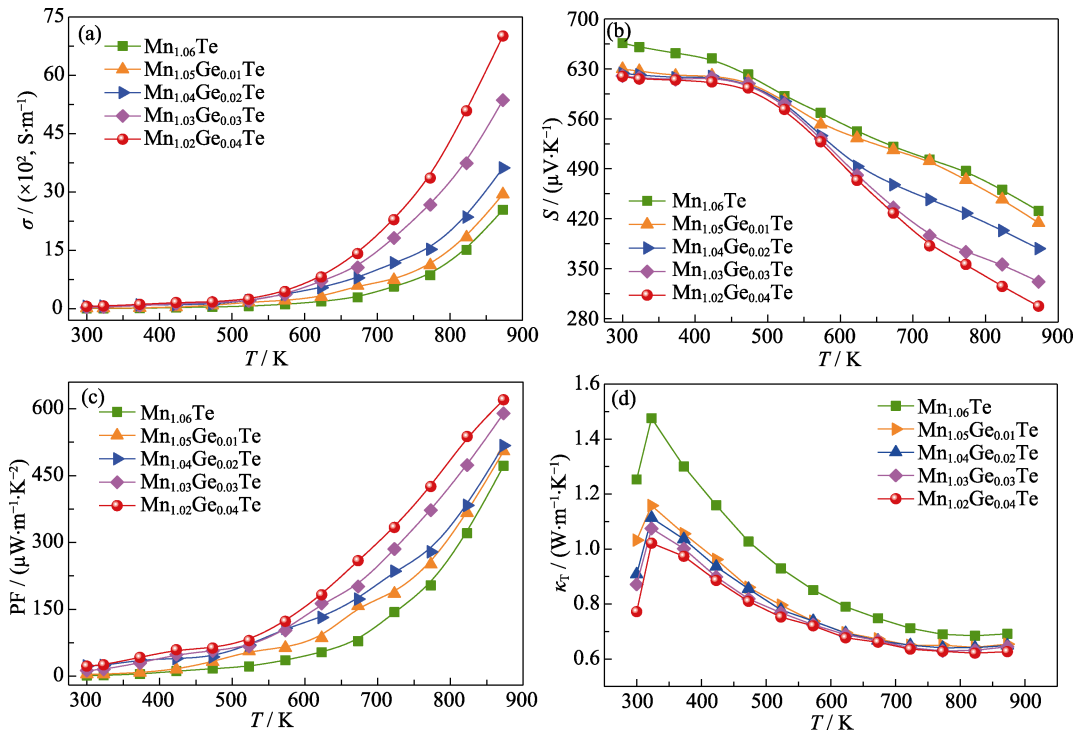 (a)
75
60
45
30
15
0
σ / (×10², S·m⁻¹)
Mn₁.₀₆Te
Mn₁.₀₅Ge₀.₀₁Te
Mn₁.₀₄Ge₀.₀₂Te
Mn₁.₀₃Ge₀.₀₃Te
Mn₁.₀₂Ge₀.₀₄Te
300 400 500 600 700 800 900
T / K
(b)
700
630
560
490
420
350
280
S / (μV·K⁻¹)
Mn₁.₀₆Te
Mn₁.₀₅Ge₀.₀₁Te
Mn₁.₀₄Ge₀.₀₂Te
Mn₁.₀₃Ge₀.₀₃Te
Mn₁.₀₂Ge₀.₀₄Te
300 400 500 600 700 800 900
T / K
(c)
600
450
300
150
0
PF / (μW·m⁻¹·K⁻²)
Mn₁.₀₆Te
Mn₁.₀₅Ge₀.₀₁Te
Mn₁.₀₄Ge₀.₀₂Te
Mn₁.₀₃Ge₀.₀₃Te
Mn₁.₀₂Ge₀.₀₄Te
300 400 500 600 700 800 900
T / K
(d)
1.6
1.4
1.2
1.0
0.8
0.6
κT / (W·m⁻¹·K⁻¹)
Mn₁.₀₆Te
Mn₁.₀₅Ge₀.₀₁Te
Mn₁.₀₄Ge₀.₀₂Te
Mn₁.₀₃Ge₀.₀₃Te
Mn₁.₀₂Ge₀.₀₄Te
300 400 500 600 700 800 900
T / K